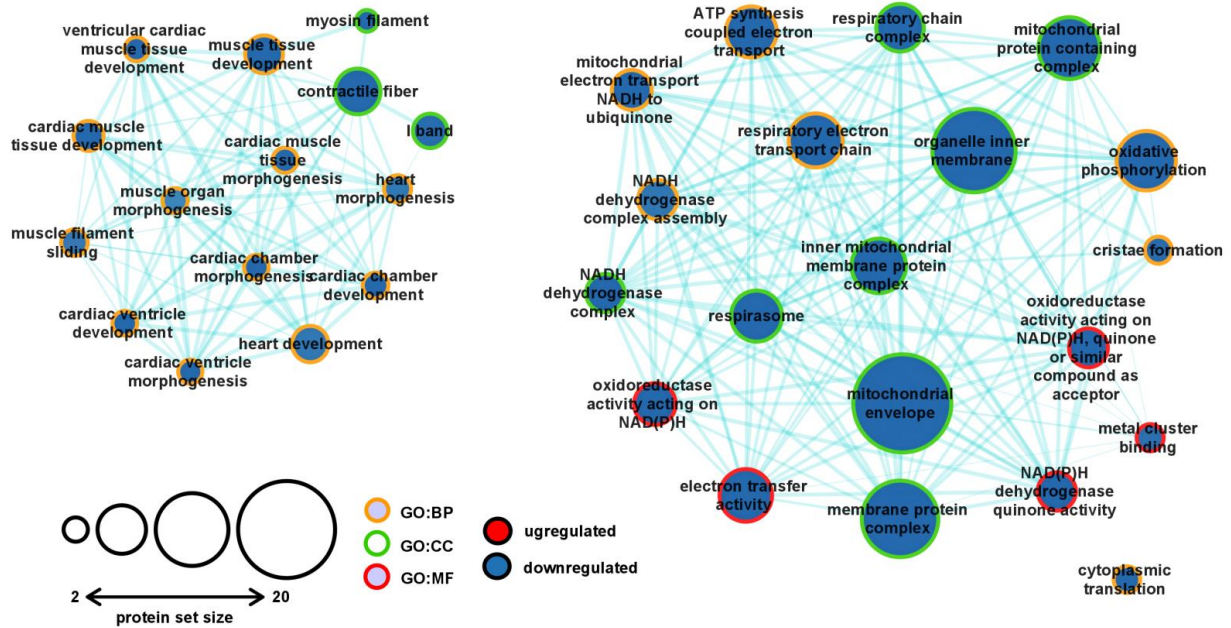 myosin filament
ventricular cardiac
muscle tissue
development
muscle tissue
development
contractile fiber
I band
cardiac muscle
tissue development
cardiac muscle
tissue
morphogenesis
heart
morphogenesis
muscle organ
morphogenesis
muscle filament
sliding
cardiac chamber
morphogenesis
cardiac chamber
development
cardiac ventricle
development
heart development
cardiac ventricle
morphogenesis
ATP synthesis
coupled electron
transport
respiratory chain
complex
mitochondrial
protein containing
complex
mitochondrial
electron transport
NADH to
ubiquinone
respiratory electron
transport chain
organelle inner
membrane
oxidative
phosphorylation
NADH
dehydrogenase
complex assembly
cristae formation
inner mitochondrial
membrane protein
complex
NADH
dehydrogenase
complex
respirasome
oxidoreductase
activity acting on
NAD(P)H, quinone
or similar
compound as
acceptor
oxidoreductase
activity acting on
NAD(P)H
mitochondrial
envelope
metal cluster
binding
electron transfer
activity
membrane protein
complex
NAD(P)H
dehydrogenase
quinone activity
cytoplasmic
translation
2
20
protein set size
GO:BP
GO:CC
GO:MF
ugregulated
downregulated